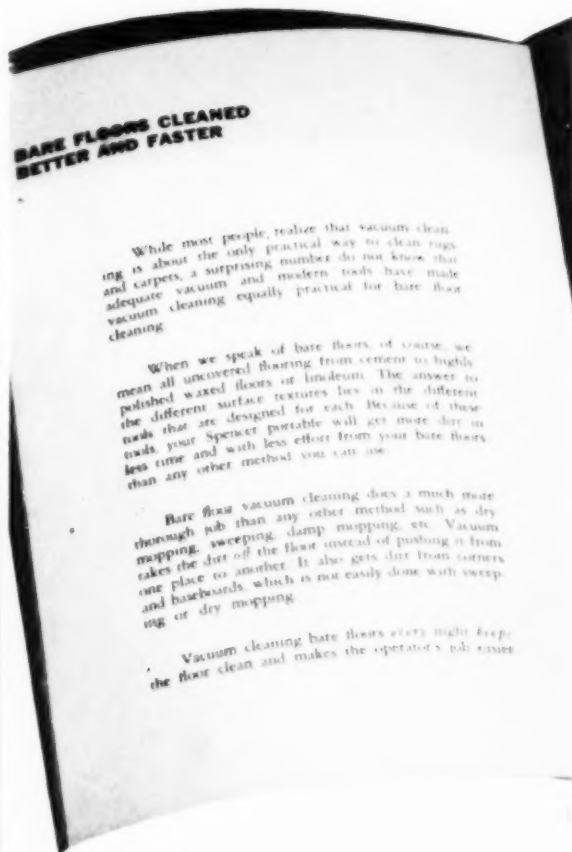 BARE FLOORS CLEANED
BETTER AND FASTER
While most people, realize that vacuum clean
ing is about the only practical way to clean rugs
and carpets, a surprising number do not know that
adequate vacuum and modern tools have made
vacuum cleaning equally practical for bare floor
cleaning.
When we speak of bare floors, of course, we
mean all uncovered flooring from cement to highly
polished waxed floors or linoleum. The answer to
the different surface textures lies in the different
tools that are designed for each. Because of these
tools, your Spencer portable will get more dirt in
less time and with less effort from your bare floors
than any other method you can use.
Bare floor vacuum cleaning does a much more
thorough job than any other method such as dry
mopping, sweeping, damp mopping, etc. Vacuum
takes the dirt off the floor instead of pushing it from
one place to another. It also gets dirt from corners
and baseboards, which is not easily done with sweep
ing or dry mopping.
Vacuum cleaning bare floors every night keeps
the floor clean and makes the operator's job easier